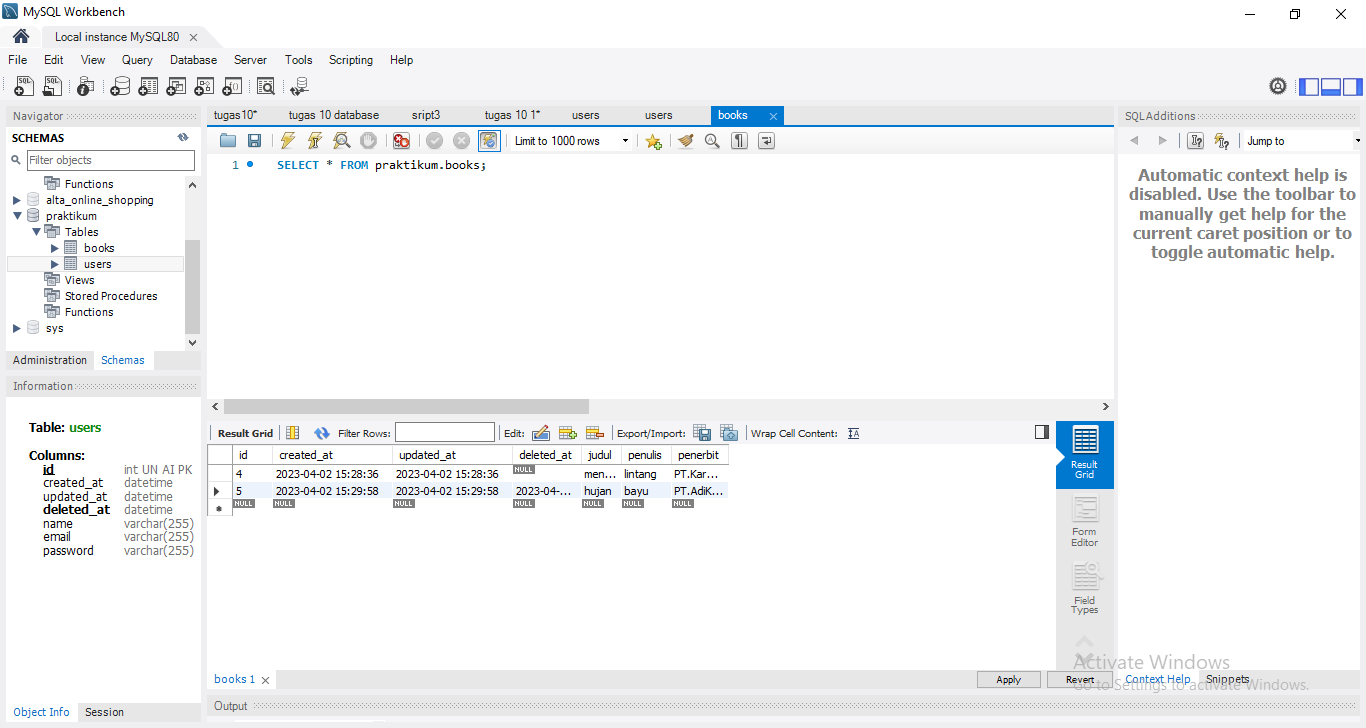 MySQL Workbench
Local instance MySQL80
File Edit View Query Database Server Tools Scripting Help
Navigator
SCHEMAS
Filter objects
Functions
alta_online_shopping
praktikum
Tables
books
users
Views
Stored Procedures
Functions
sys
Administration Schemas
Information
Table: users
Columns:
id int UN AI PK
created_at datetime
updated_at datetime
deleted_at datetime
name varchar(255)
email varchar(255)
password varchar(255)
Object Info Session
tugas10* tugas 10 database sript3 tugas 10 1* users users books
Limit to 1000 rows
1 SELECT * FROM praktikum.books;
Result Grid Filter Rows: Edit: Export/Import: Wrap Cell Content:
id created_at updated_at deleted_at judul penulis penerbit
4 2023-04-02 15:28:36 2023-04-02 15:28:36 NULL men... lintang PT.Kar...
5 2023-04-02 15:29:58 2023-04-02 15:29:58 2023-04-... hujan bayu PT.AdiK...
NULL NULL NULL NULL NULL NULL NULL
Result
Grid
Form
Editor
Field
Types
books 1
Apply Revert
Output
SQLAdditions
Jump to
Automatic context help is
disabled. Use the toolbar to
manually get help for the
current caret position or to
toggle automatic help.
Activate Windows
Go to Settings to activate Windows.
Context Help Snippets